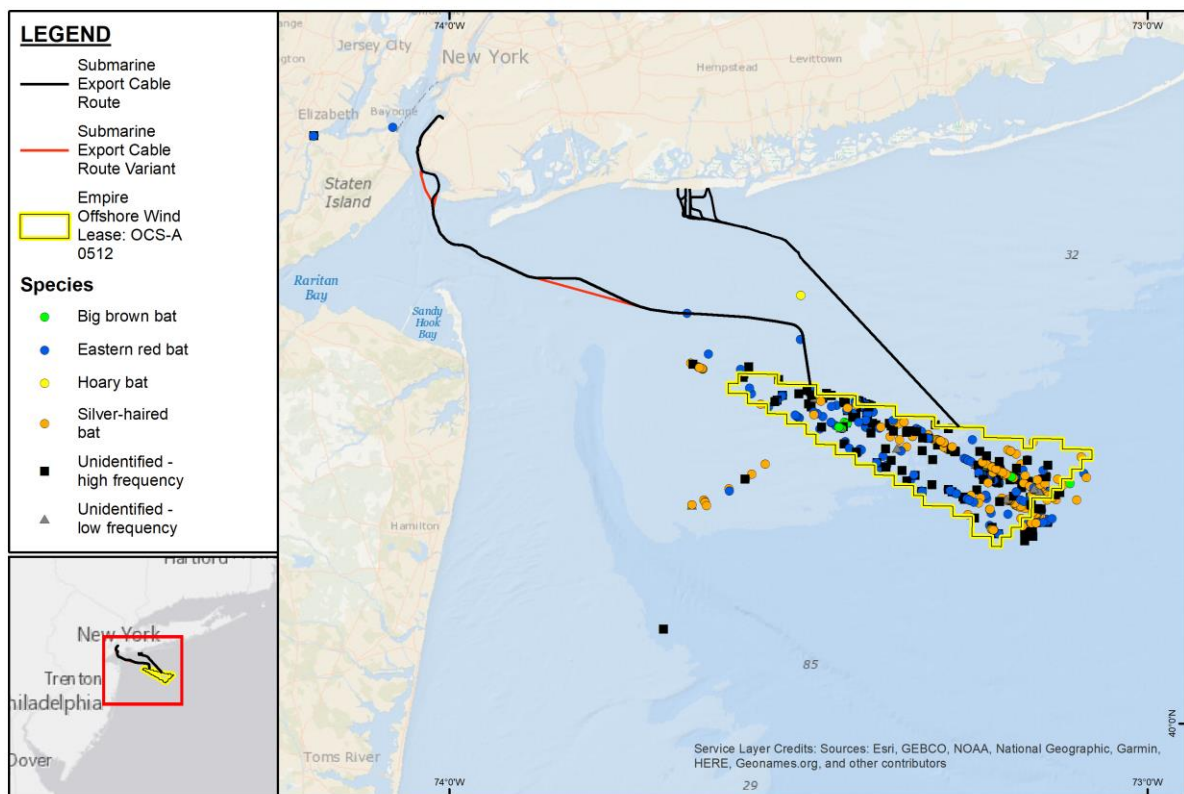 LEGEND
Submarine
Export Cable
Route
Submarine
Export Cable
Route Variant
Empire
Offshore Wind
Lease: OCS-A
0512
Species
Big brown bat
Eastern red bat
Hoary bat
Silver-haired
bat
Unidentified -
high frequency
Unidentified -
low frequency
Hartford
New York
Trenton
hiladelphia
Dover
74°0'W
73°0'W
Jersey City
New York
Hempstead
Levittown
Elizabeth
Bayonne
Staten
Island
32
Raritan
Bay
Sandy
Hook
Bay
Hamilton
85
40°0'N
Toms River
Service Layer Credits: Sources: Esri, GEBCO, NOAA, National Geographic, Garmin,
HERE, Geonames.org, and other contributors
29
74°0'W
73°0'W